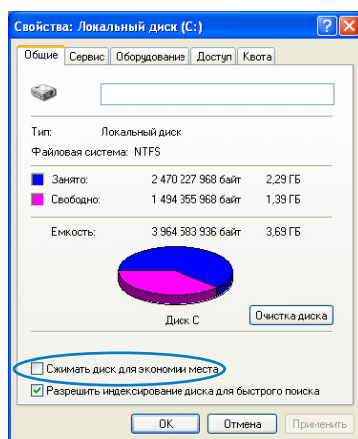 Свойства: Локальный диск (C:)
Общие Сервис Оборудование Доступ Квота
Тип: Локальный диск
Файловая система: NTFS
Занято: 2 470 227 968 байт 2,29 ГБ
Свободно: 1 494 355 968 байт 1,39 ГБ
Емкость: 3 964 583 936 байт 3,69 ГБ
Диск C
Очистка диска
Сжимать диск для экономии места
Разрешить индексирование диска для быстрого поиска
OK Отмена Применить